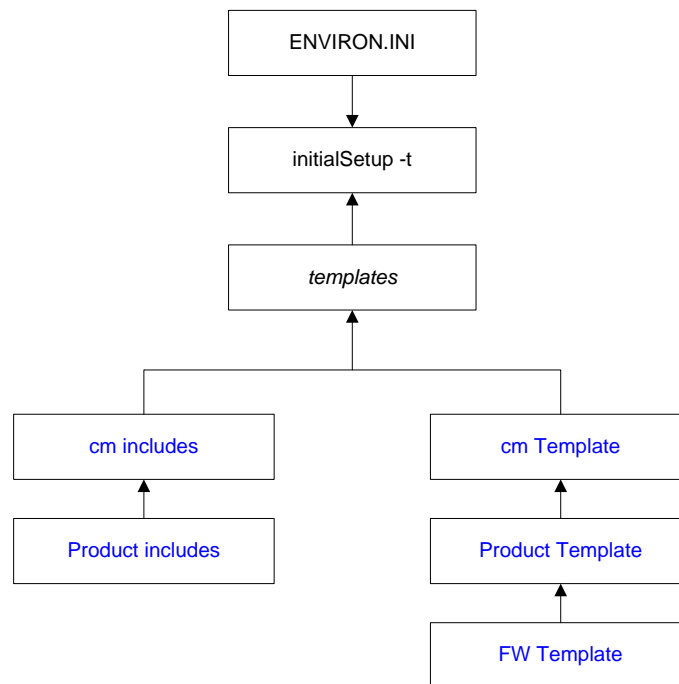 ENVIRON.INI
initialSetup -t
templates
cm includes
cm Template
Product includes
Product Template
FW Template